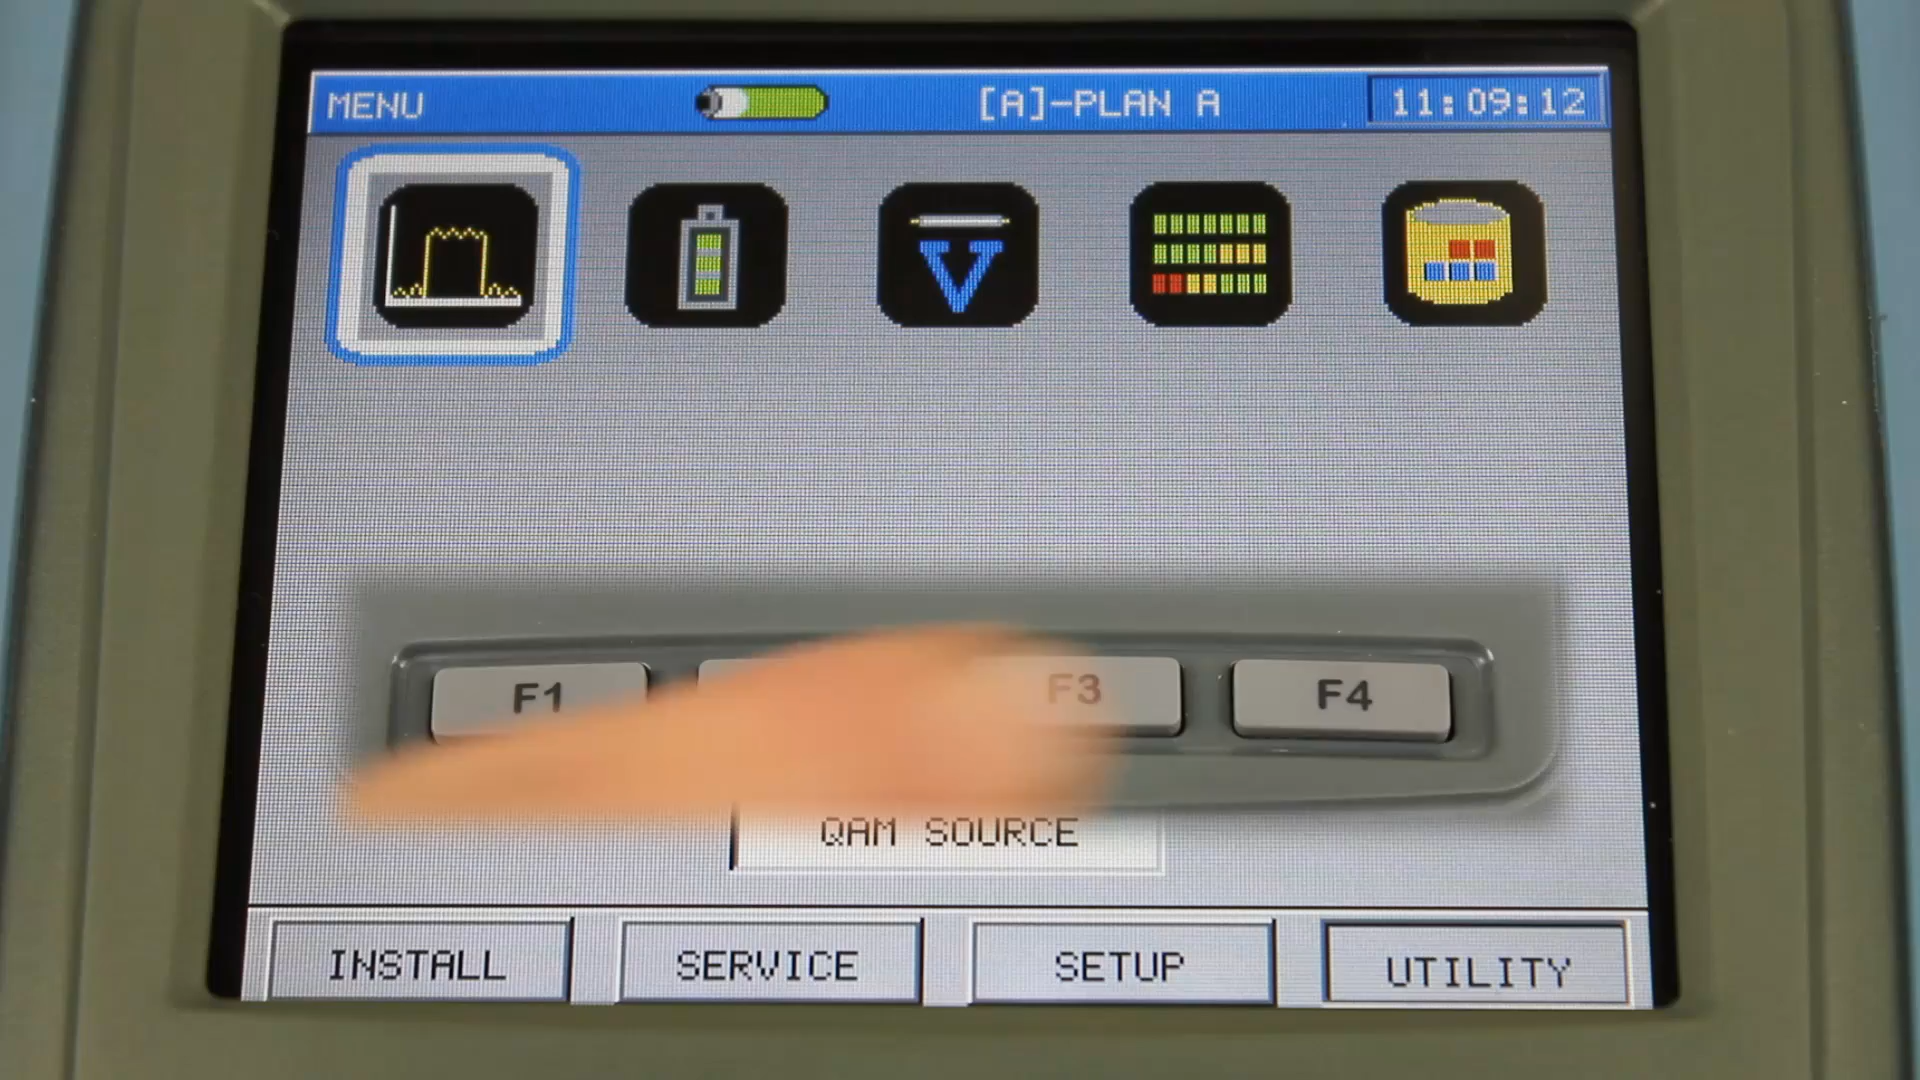 MENU [A]-PLAN A 11:09:12
V
F1 F3 F4
QAM SOURCE
INSTALL SERVICE SETUP UTILITY